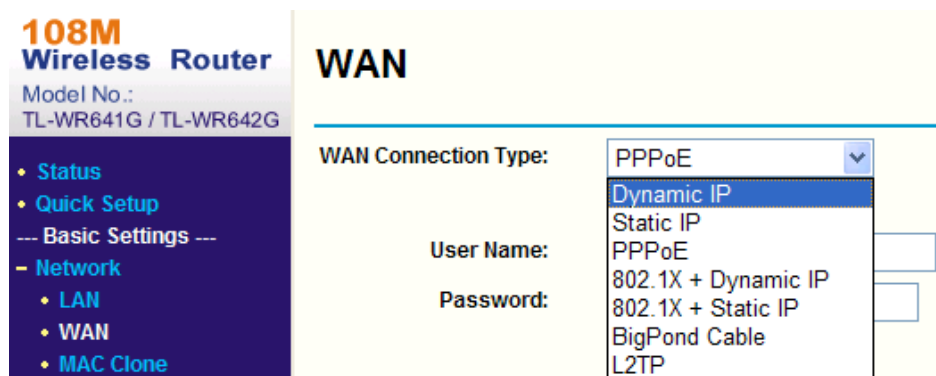 108M
Wireless Router
Model No.:
TL-WR641G / TL-WR642G
• Status
• Quick Setup
--- Basic Settings ---
– Network
• LAN
• WAN
• MAC Clone
WAN
WAN Connection Type:
PPPoE
Dynamic IP
Static IP
PPPoE
802.1X + Dynamic IP
802.1X + Static IP
BigPond Cable
L2TP
User Name:
Password: